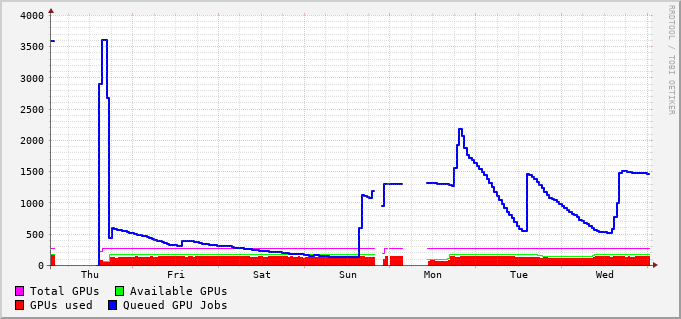 4000
3500
3000
2500
2000
1500
1000
500
0
Thu Fri Sat Sun Mon Tue Wed
Total GPUs Available GPUs
GPUs used Queued GPU Jobs
RRDTOOL / TOBI OETIKER